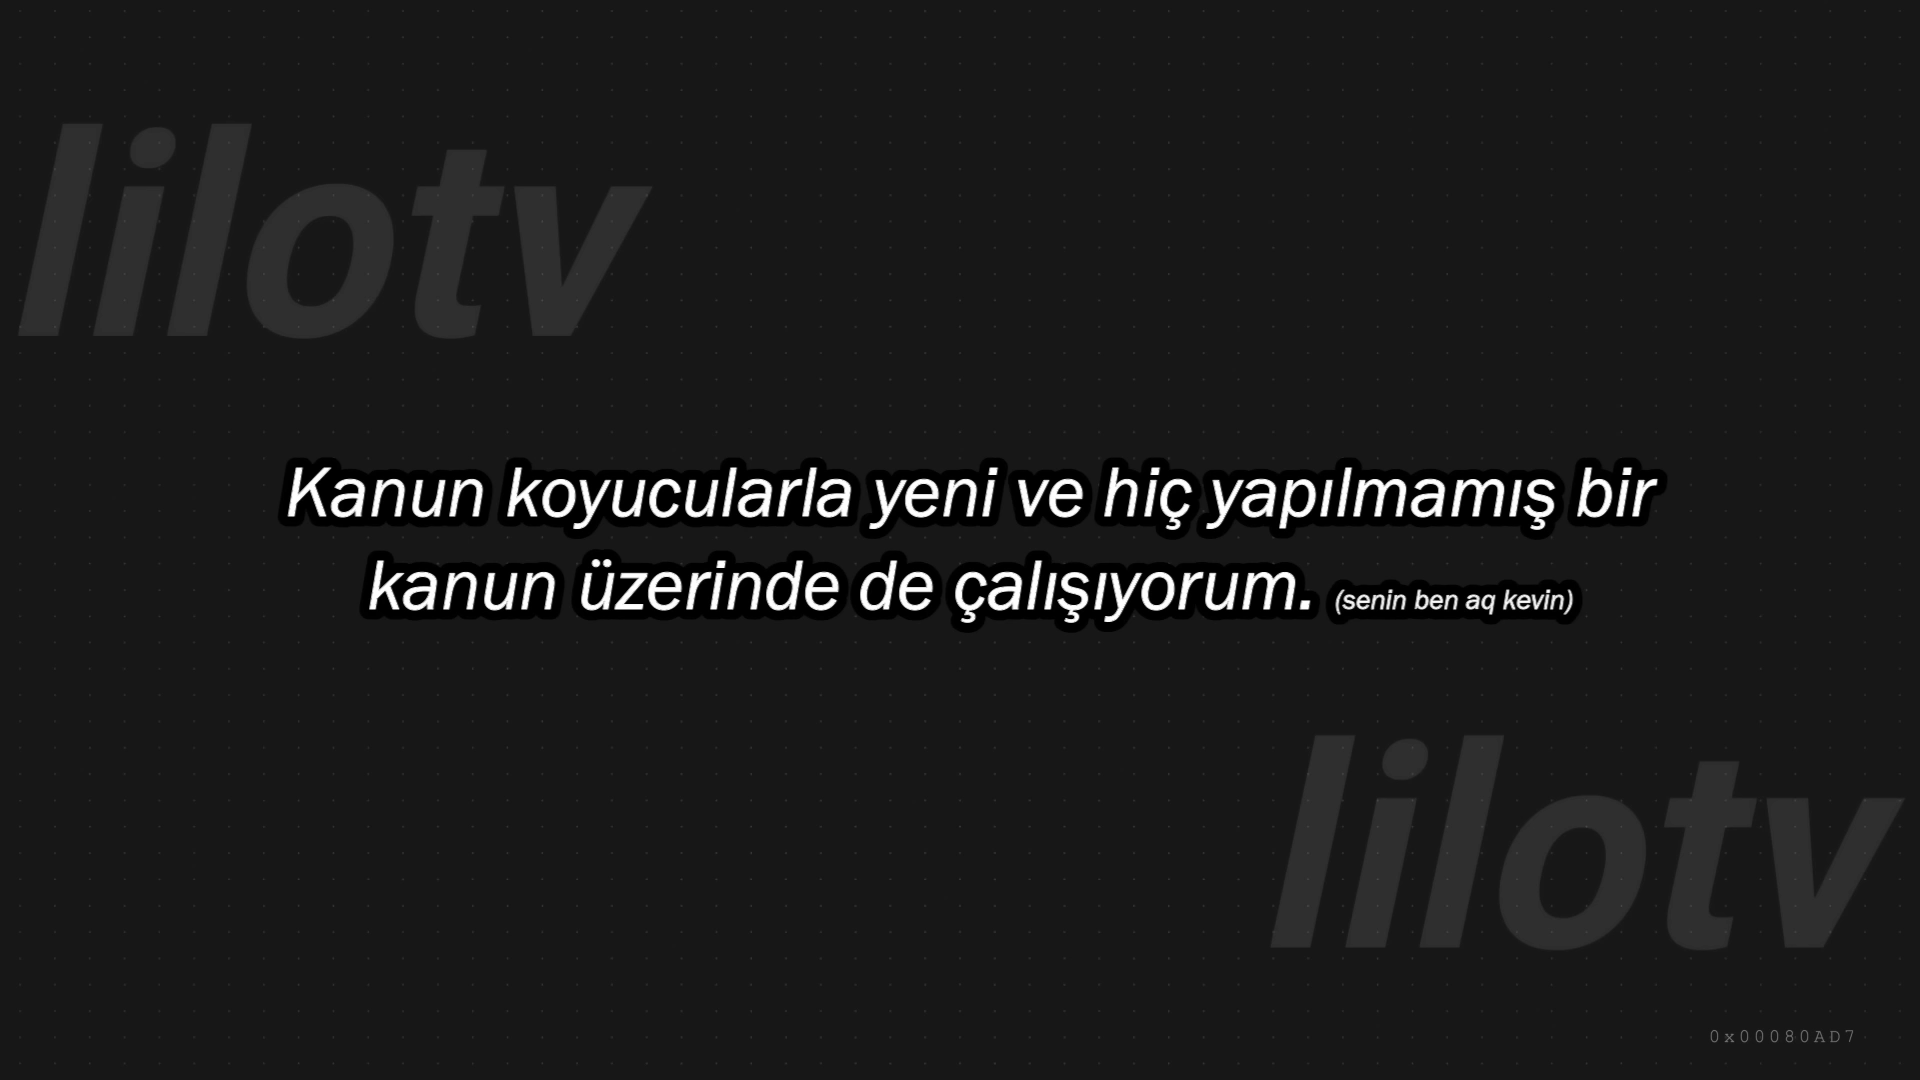 lilotv
Kanun koyucularla yeni ve hiç yapılmamış bir
kanun üzerinde de çalışıyorum. (senin ben aq kevin)
lilotv
0x00080AD7